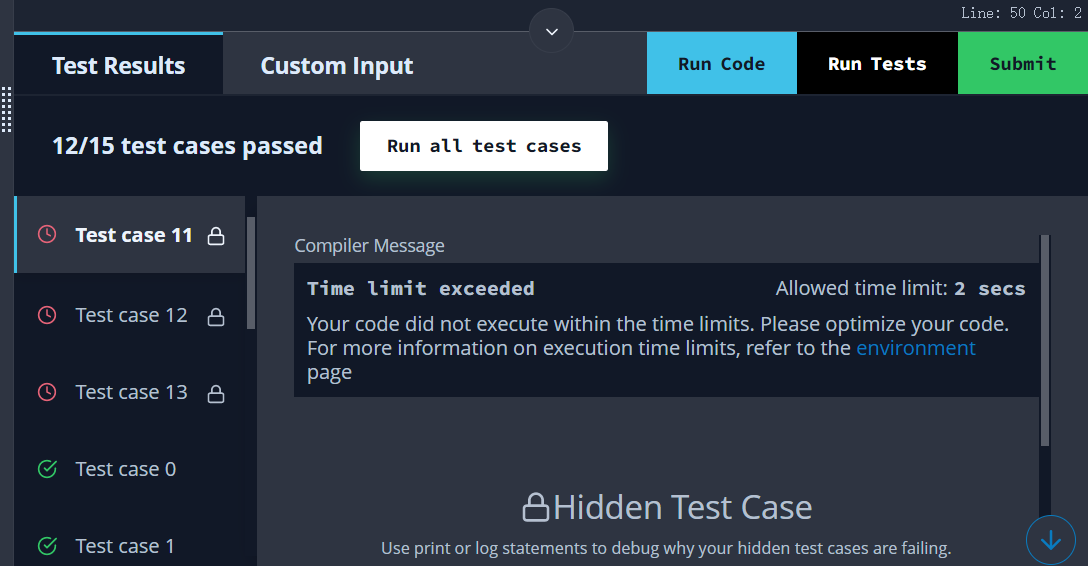 Line: 50 Col: 2
Test Results
Custom Input
Run Code
Run Tests
Submit
12/15 test cases passed
Run all test cases
Test case 11
Test case 12
Test case 13
Test case 0
Test case 1
Compiler Message
Time limit exceeded
Allowed time limit: 2 secs
Your code did not execute within the time limits. Please optimize your code.
For more information on execution time limits, refer to the environment
page
Hidden Test Case
Use print or log statements to debug why your hidden test cases are failing.